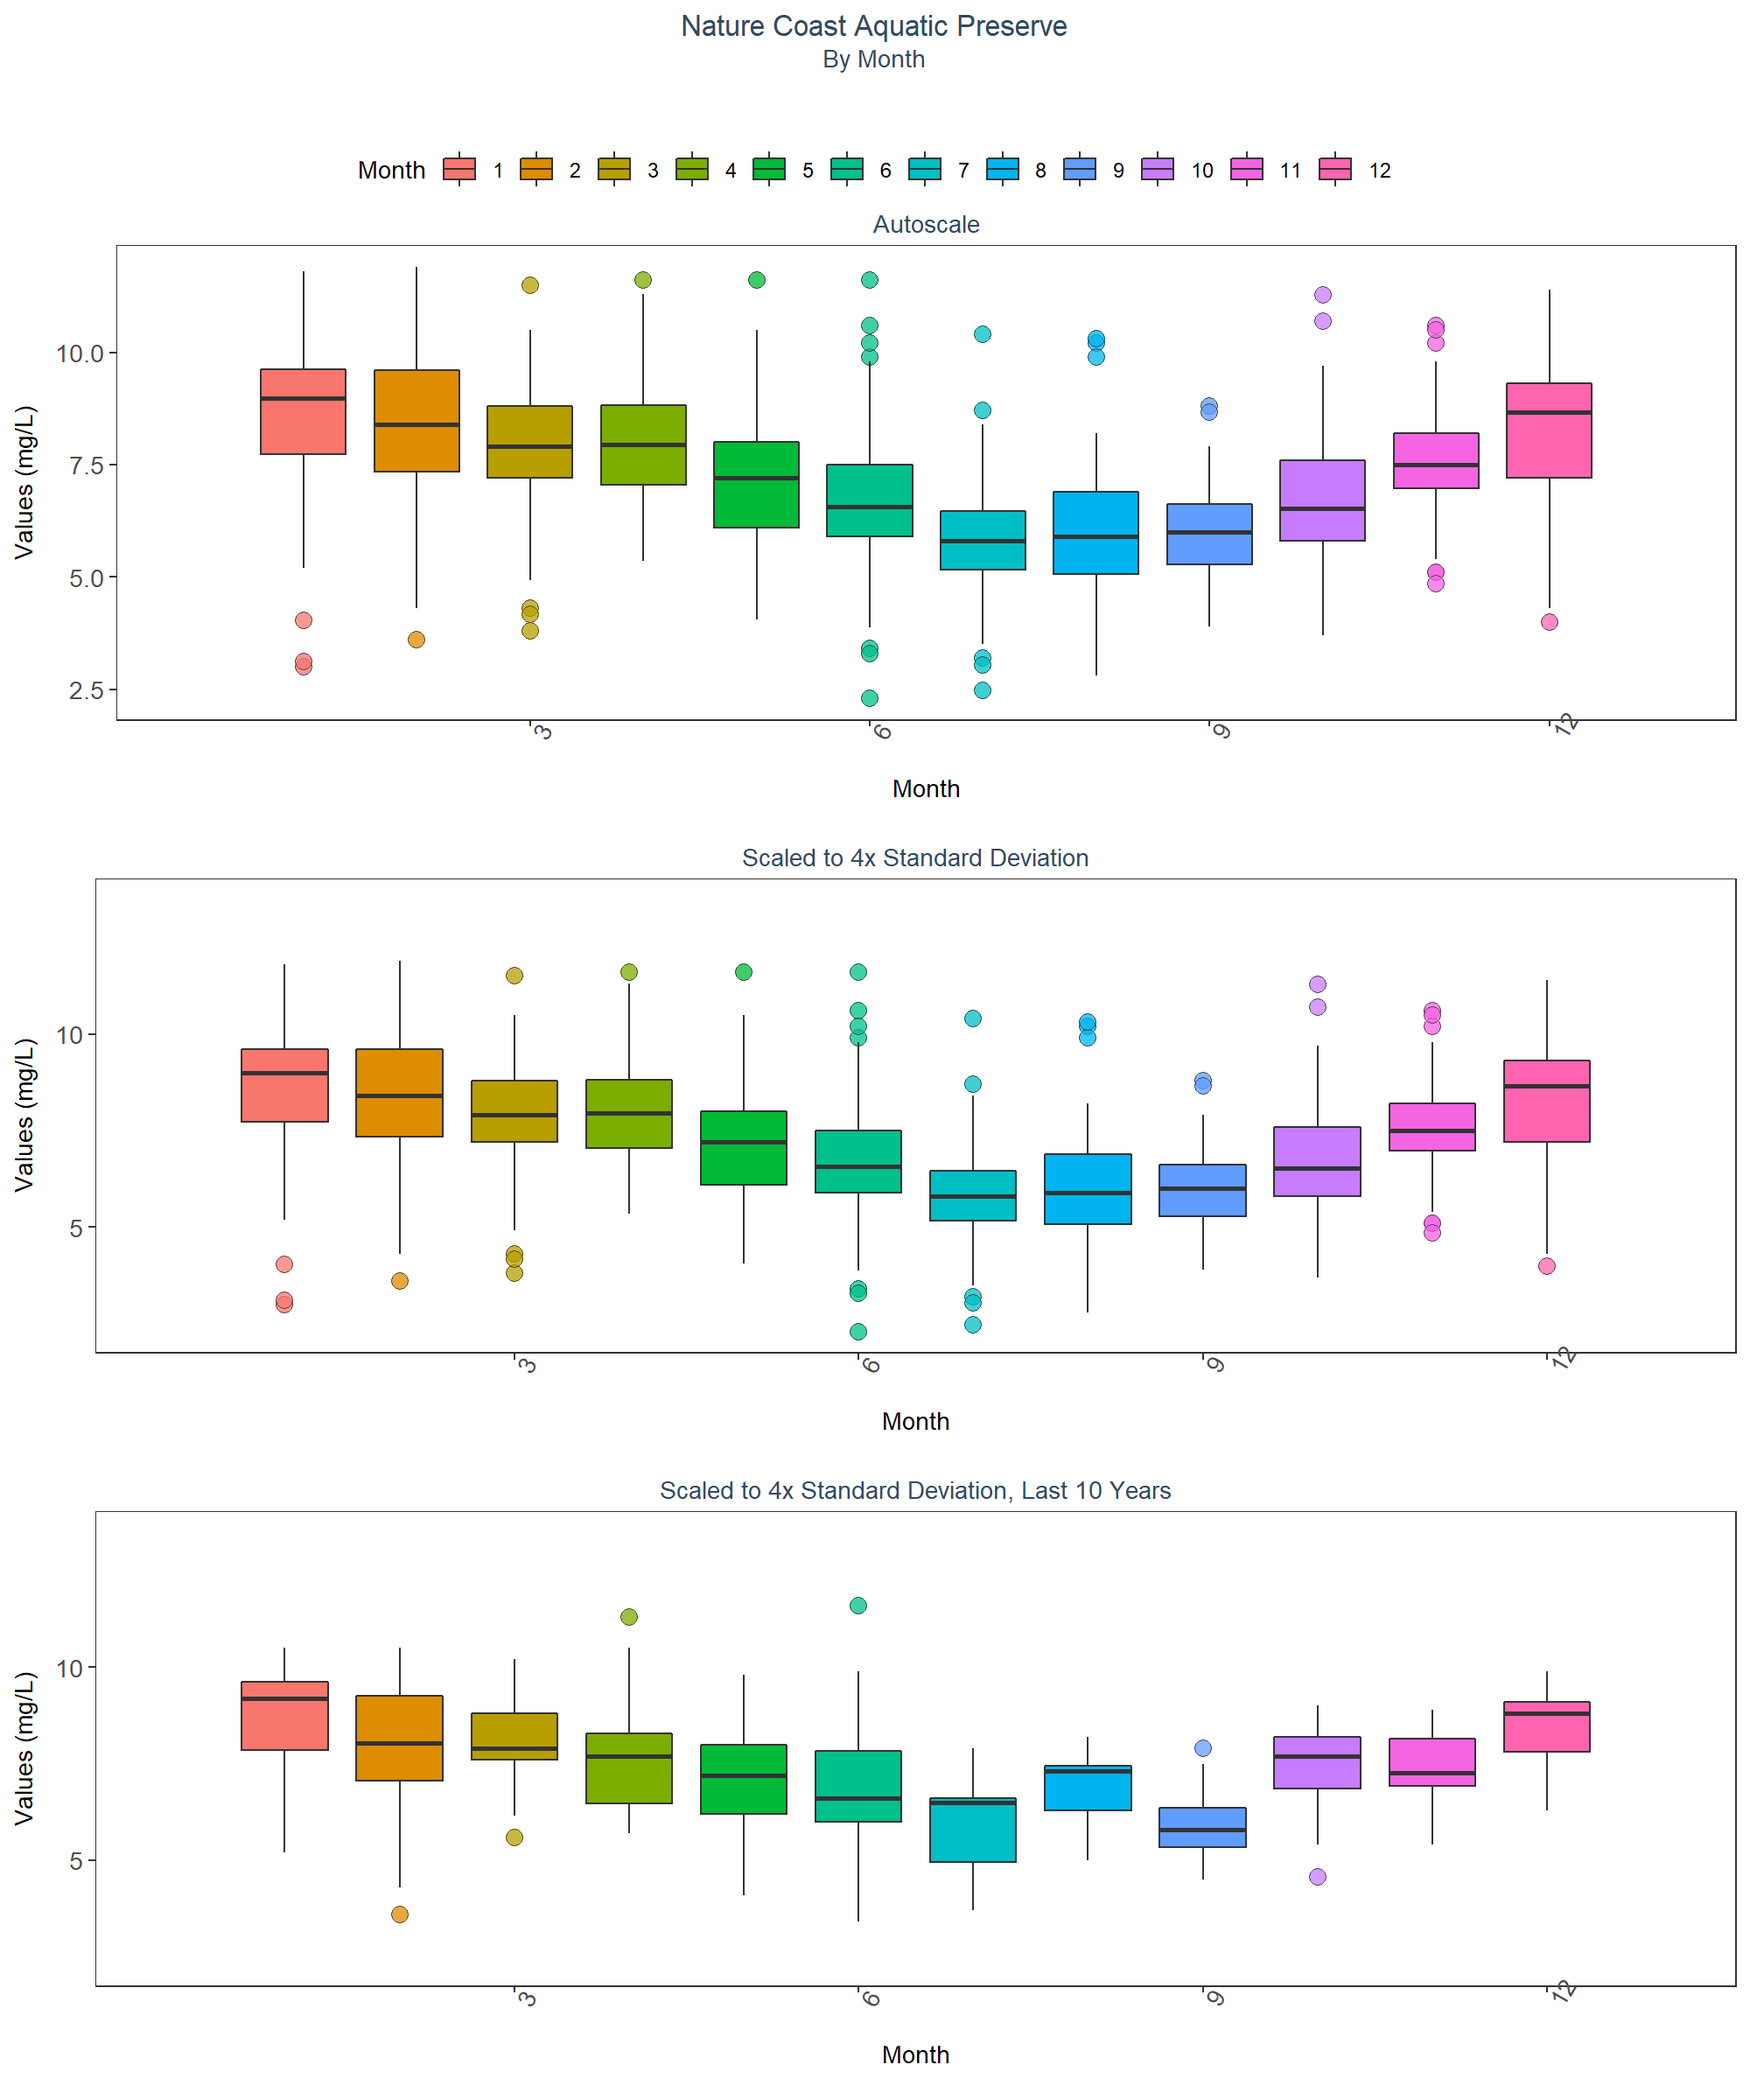 Nature Coast Aquatic Preserve
By Month
Month 1 2 3 4 5 6 7 8 9 10 11 12
Autoscale
Values (mg/L)
10.0
7.5
5.0
2.5
3 6 9 12
Month
Scaled to 4x Standard Deviation
Values (mg/L)
10
5
3 6 9 12
Month
Scaled to 4x Standard Deviation, Last 10 Years
Values (mg/L)
10
5
3 6 9 12
Month